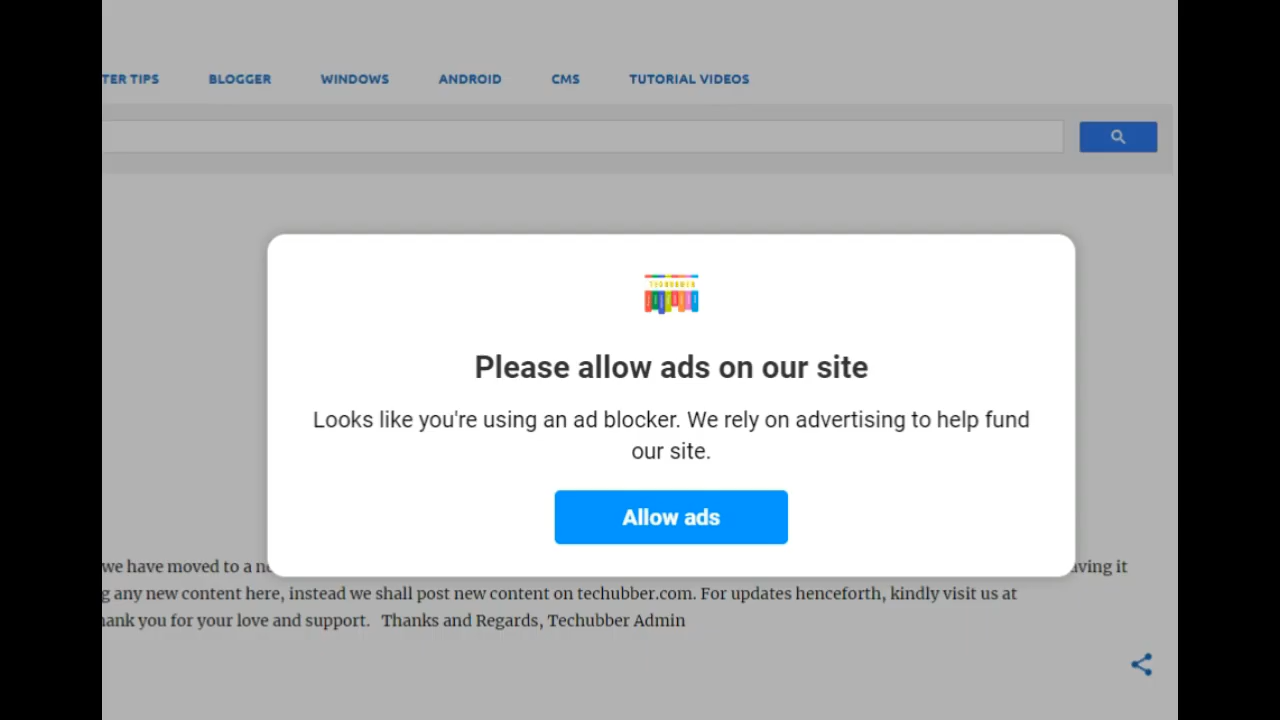 TER TIPS BLOGGER WINDOWS ANDROID CMS TUTORIAL VIDEOS
TECHUBBER
Please allow ads on our site
Looks like you're using an ad blocker. We rely on advertising to help fund
our site.
Allow ads
we have moved to a n aving it
g any new content here, instead we shall post new content on techubber.com. For updates henceforth, kindly visit us at
hank you for your love and support. Thanks and Regards, Techubber Admin